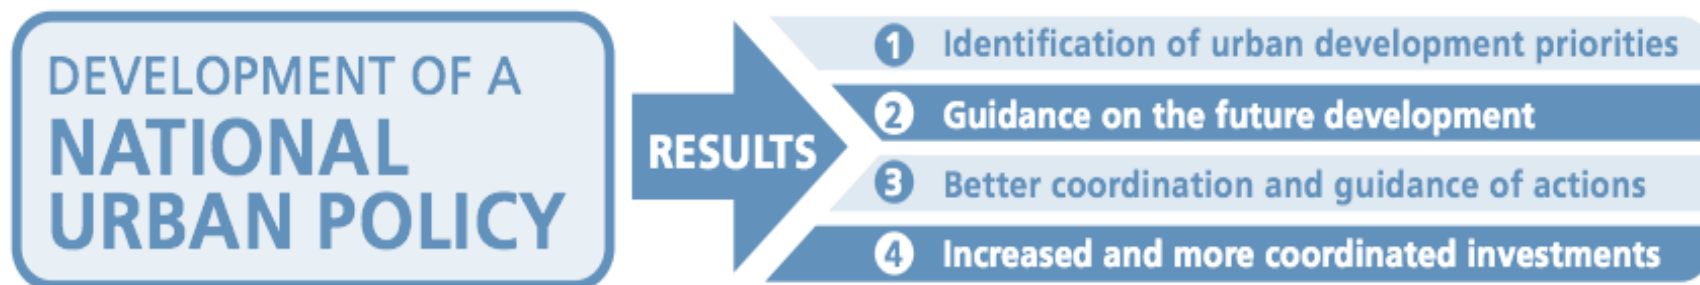 DEVELOPMENT OF A
NATIONAL
URBAN POLICY
RESULTS
1 Identification of urban development priorities
2 Guidance on the future development
3 Better coordination and guidance of actions
4 Increased and more coordinated investments